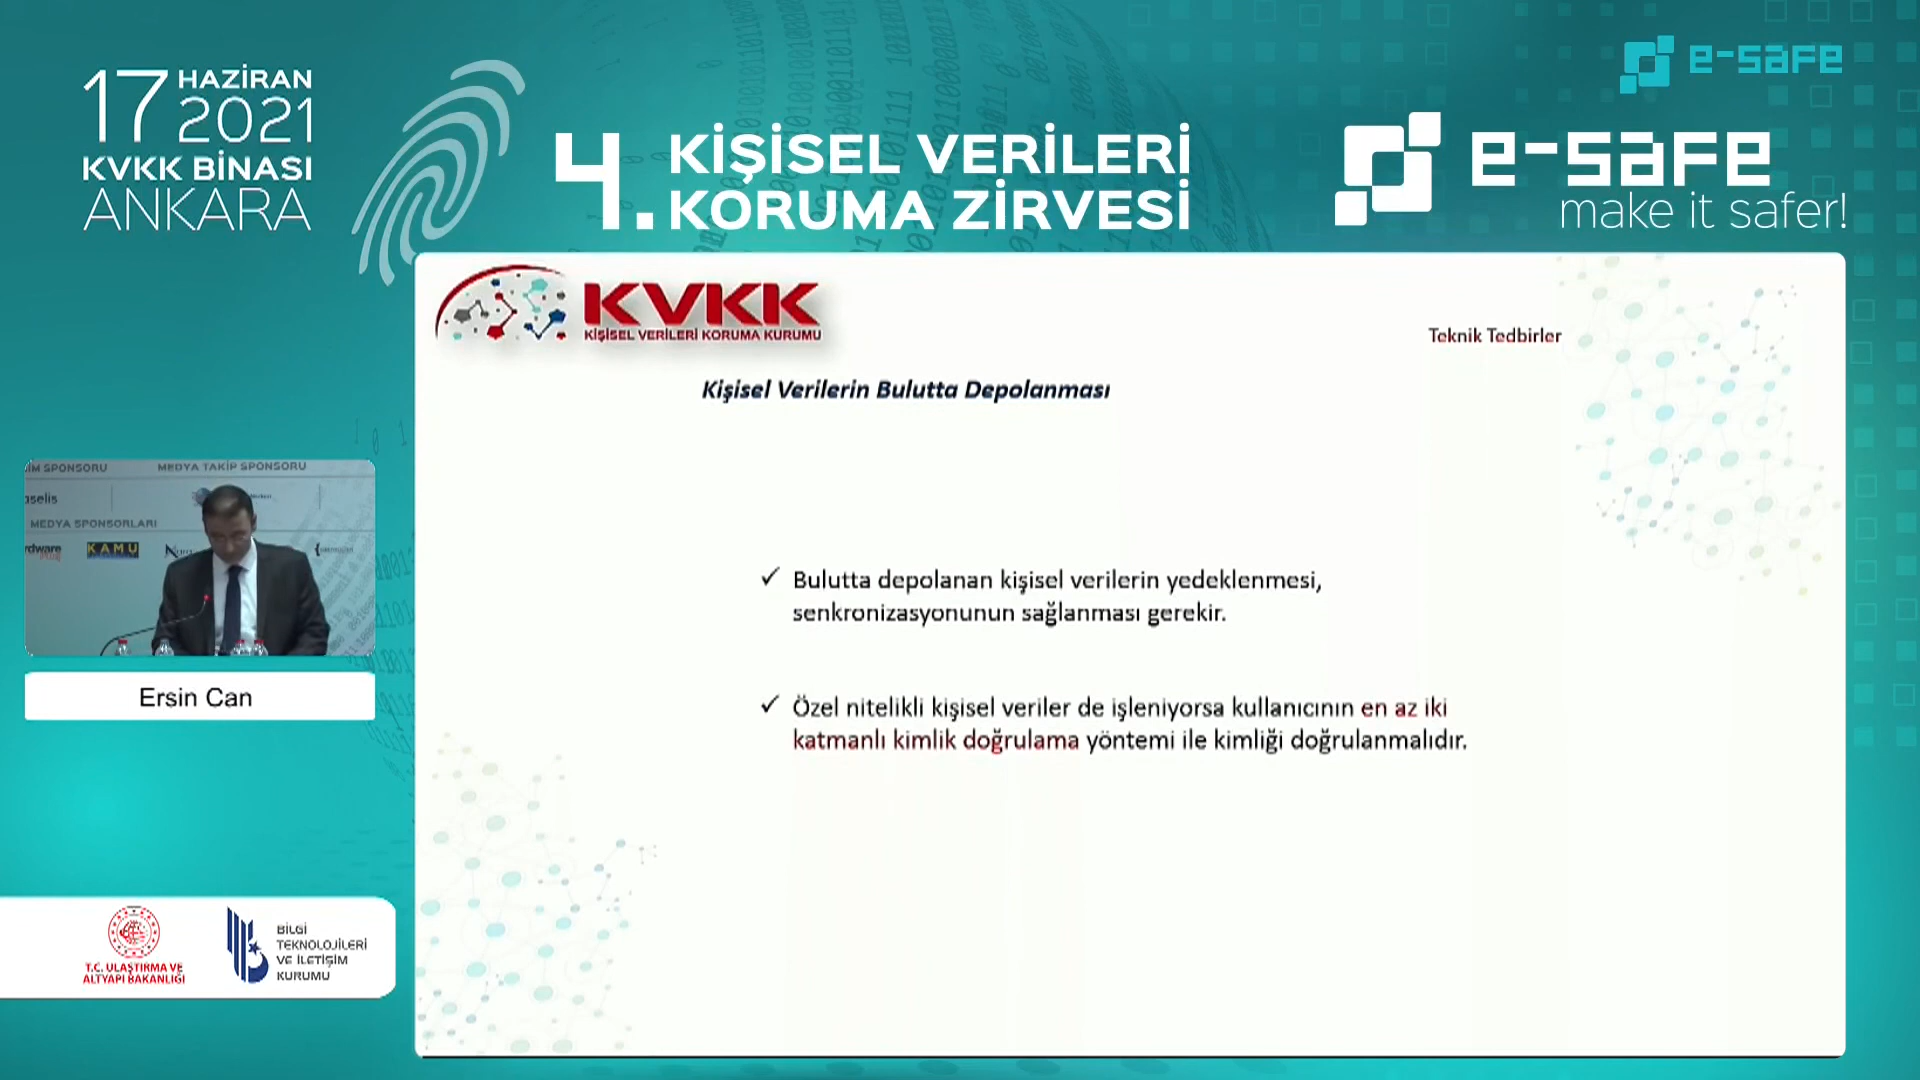 17 HAZİRAN
2021
KVKK BİNASI
ANKARA
4. KİŞİSEL VERİLERİ
KORUMA ZİRVESİ
e-safe
e-safe
make it safer!
KVKK
KİŞİSEL VERİLERİ KORUMA KURUMU
Teknik Tedbirler
Kişisel Verilerin Bulutta Depolanması
✓ Bulutta depolanan kişisel verilerin yedeklenmesi,
senkronizasyonunun sağlanması gerekir.
✓ Özel nitelikli kişisel veriler de işleniyorsa kullanıcının en az iki
katmanlı kimlik doğrulama yöntemi ile kimliği doğrulanmalıdır.
MEDYA TAKİP SPONSORU
MEDYA SPONSORLARI
KAMU
Ersin Can
T.C. ULAŞTIRMA VE
ALTYAPI BAKANLIĞI
BİLGİ
TEKNOLOJİLERİ
VE İLETİŞİM
KURUMU